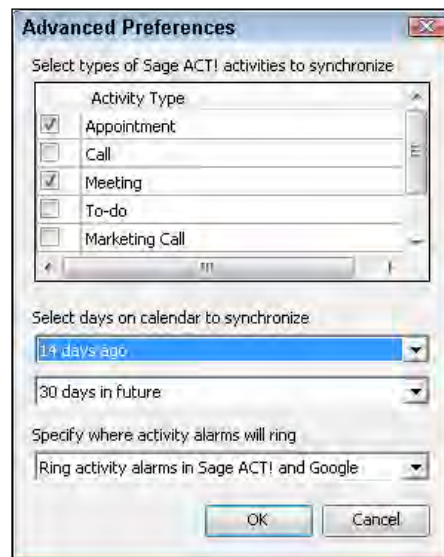 Advanced Preferences
Select types of Sage ACT! activities to synchronize
Activity Type
Appointment
Call
Meeting
To-do
Marketing Call
Select days on calendar to synchronize
14 days ago
30 days in future
Specify where activity alarms will ring
Ring activity alarms in Sage ACT! and Google
OK Cancel